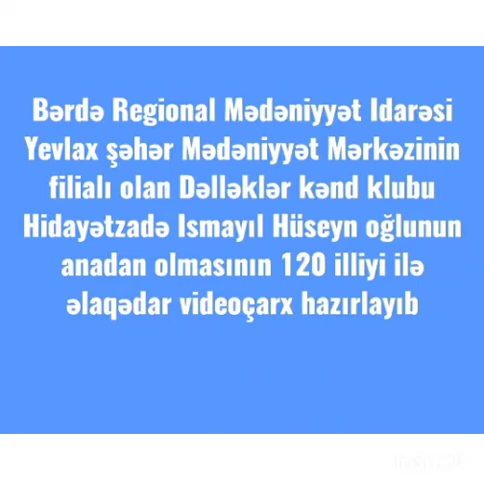 Bərdə Regional Mədəniyyət Idarəsi
Yevlax şəhər Mədəniyyət Mərkəzinin
filialı olan Dəlləklər kənd klubu
Hidayətzadə Ismayıl Hüseyn oğlunun
anadan olmasının 120 illiyi ilə
əlaqədar videoçarx hazırlayıb